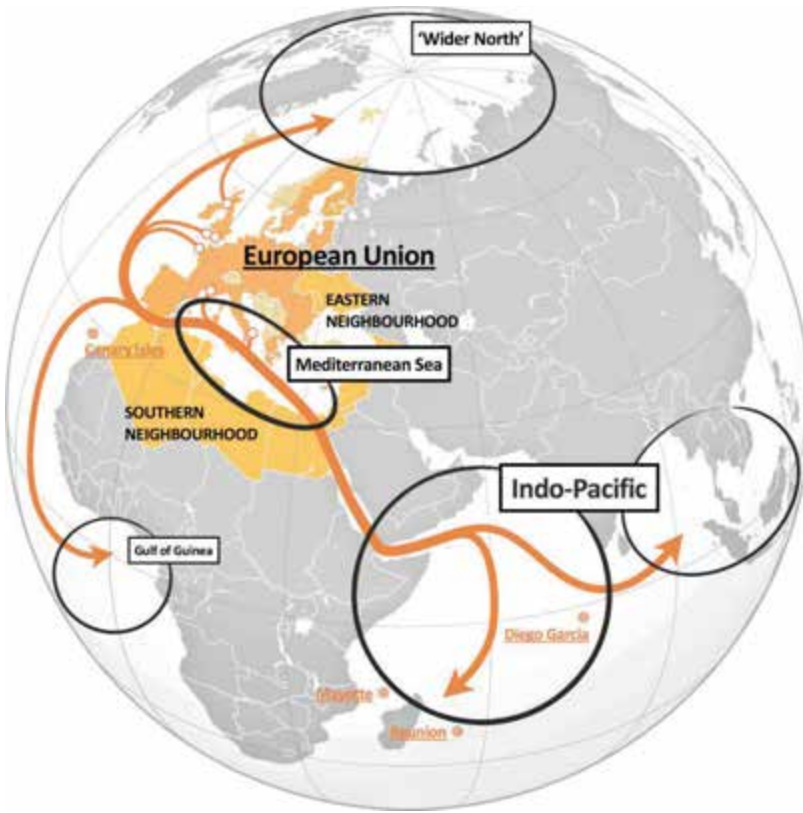 'Wider North'
European Union
EASTERN
NEIGHBOURHOOD
Canary Isles
Mediterranean Sea
SOUTHERN
NEIGHBOURHOOD
Indo-Pacific
Gulf of Guinea
Diego Garcia
Mayotte
Reunion